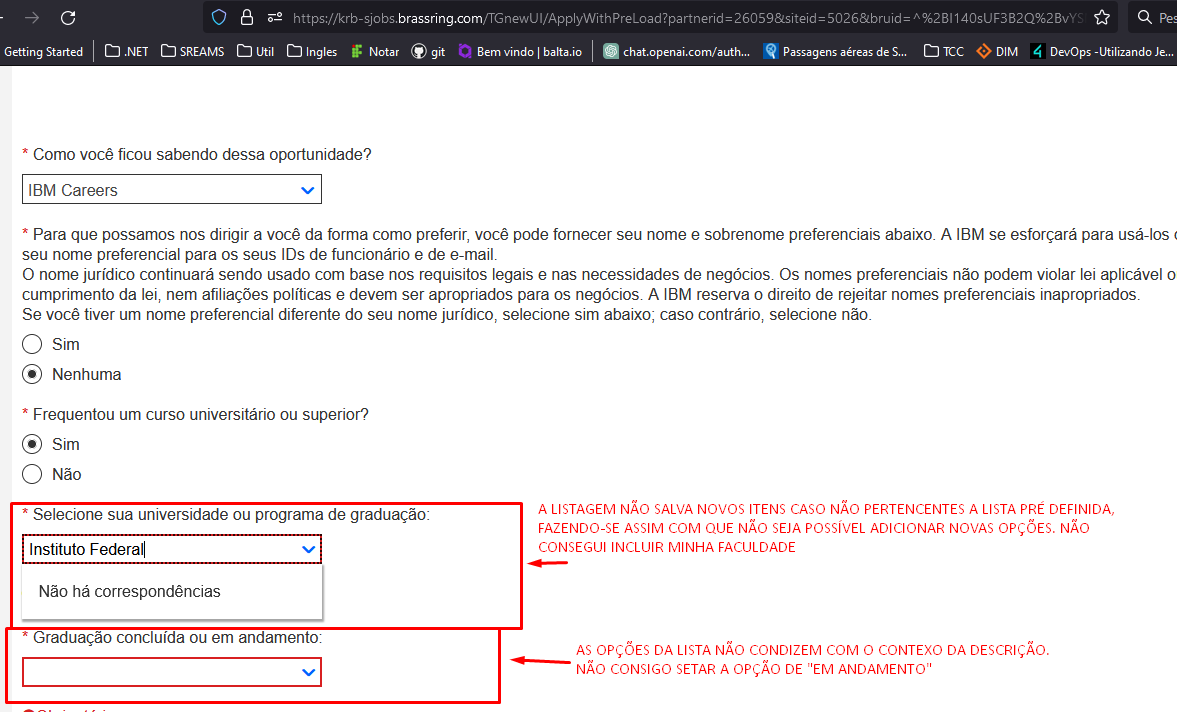 https://krb-sjobs.brassring.com/TGnewUI/ApplyWithPreLoad?partnerid=26059&siteid=5026&bruid=^%2BI140sUF3B2Q%2BvYS
Pes
Getting Started .NET SREAMS Util Ingles Notar git Bem vindo | balta.io chat.openai.com/auth... Passagens aéreas de S... TCC DIM DevOps -Utilizando Je...
* Como você ficou sabendo dessa oportunidade?
IBM Careers
* Para que possamos nos dirigir a você da forma como preferir, você pode fornecer seu nome e sobrenome preferenciais abaixo. A IBM se esforçará para usá-los
seu nome preferencial para os seus IDs de funcionário e de e-mail.
O nome jurídico continuará sendo usado com base nos requisitos legais e nas necessidades de negócios. Os nomes preferenciais não podem violar lei aplicável
cumprimento da lei, nem afiliações políticas e devem ser apropriados para os negócios. A IBM reserva o direito de rejeitar nomes preferenciais inapropriados.
Se você tiver um nome preferencial diferente do seu nome jurídico, selecione sim abaixo; caso contrário, selecione não.
Sim
Nenhuma
* Frequentou um curso universitário ou superior?
Sim
Não
* Selecione sua universidade ou programa de graduação:
Instituto Federal
Não há correspondências
A LISTAGEM NÃO SALVA NOVOS ITENS CASO NÃO PERTENCENTES A LISTA PRÉ DEFINIDA,
FAZENDO-SE ASSIM COM QUE NÃO SEJA POSSÍVEL ADICIONAR NOVAS OPÇÕES. NÃO
CONSEGUI INCLUIR MINHA FACULDADE
* Graduação concluída ou em andamento:
AS OPÇÕES DA LISTA NÃO CONDIZEM COM O CONTEXO DA DESCRIÇÃO.
NÃO CONSIGO SETAR A OPÇÃO DE "EM ANDAMENTO"